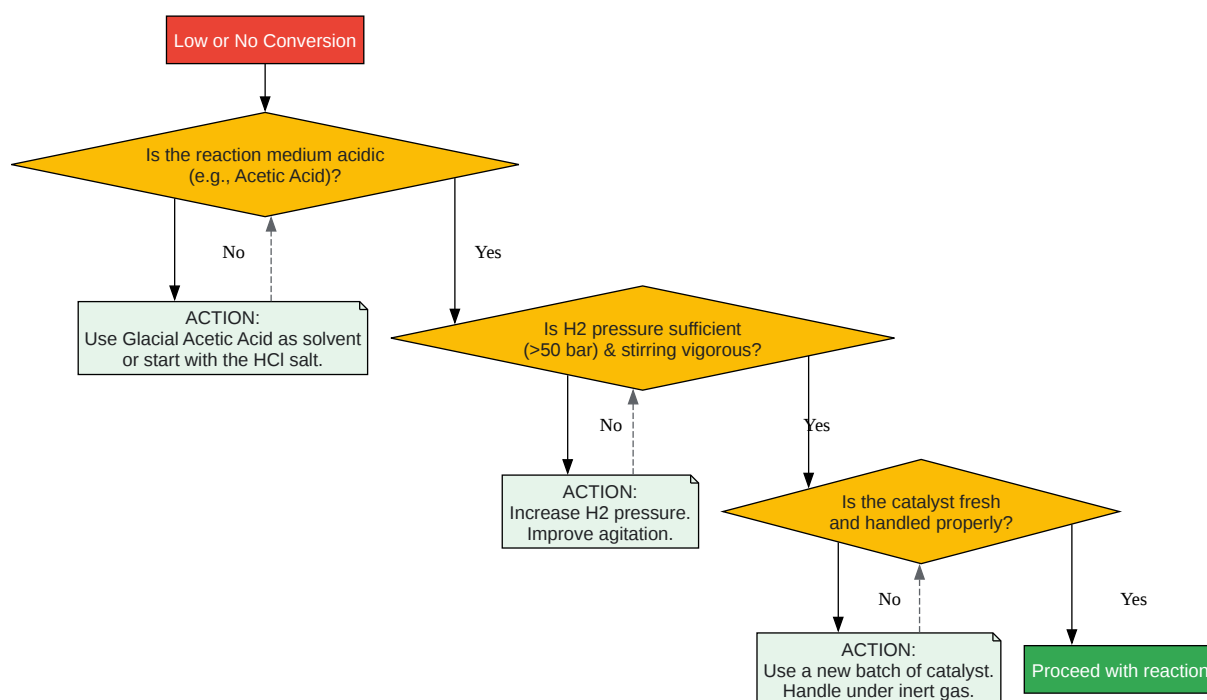 Low or No Conversion
Is the reaction medium acidic
(e.g., Acetic Acid)?
No
Yes
ACTION:
Use Glacial Acetic Acid as solvent
or start with the HCl salt.
Is H2 pressure sufficient
(>50 bar) & stirring vigorous?
No
Yes
ACTION:
Increase H2 pressure.
Improve agitation.
Is the catalyst fresh
and handled properly?
No
Yes
ACTION:
Use a new batch of catalyst.
Handle under inert gas.
Proceed with reaction